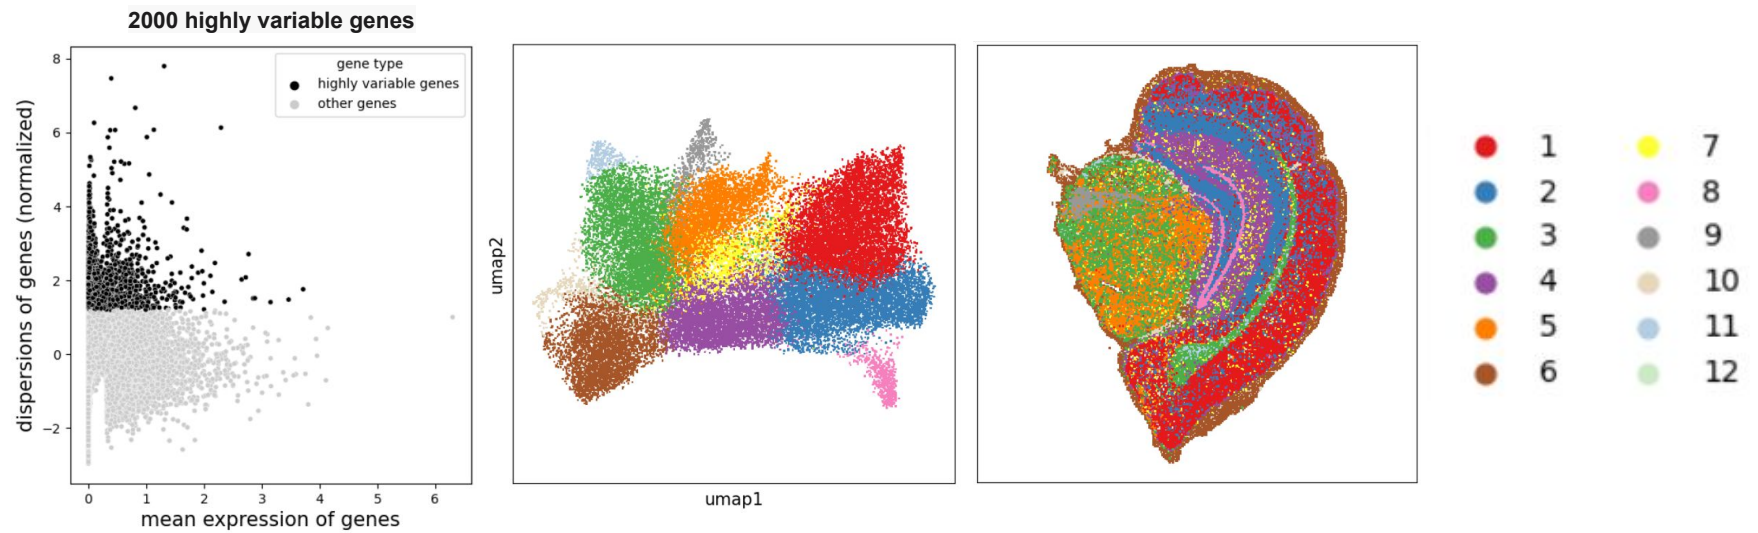 2000 highly variable genes
dispersions of genes (normalized)
8
6
4
2
0
−2
gene type
highly variable genes
other genes
0 1 2 3 4 5 6
mean expression of genes
umap2
umap1
1 7
2 8
3 9
4 10
5 11
6 12